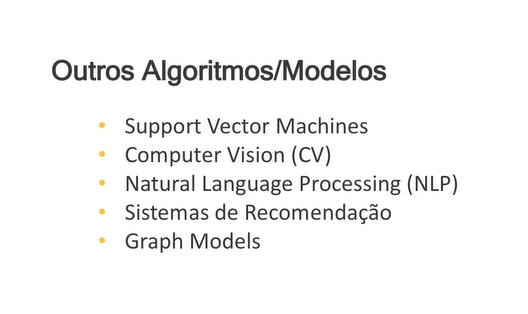 Outros Algoritmos/Modelos
• Support Vector Machines
• Computer Vision (CV)
• Natural Language Processing (NLP)
• Sistemas de Recomendação
• Graph Models